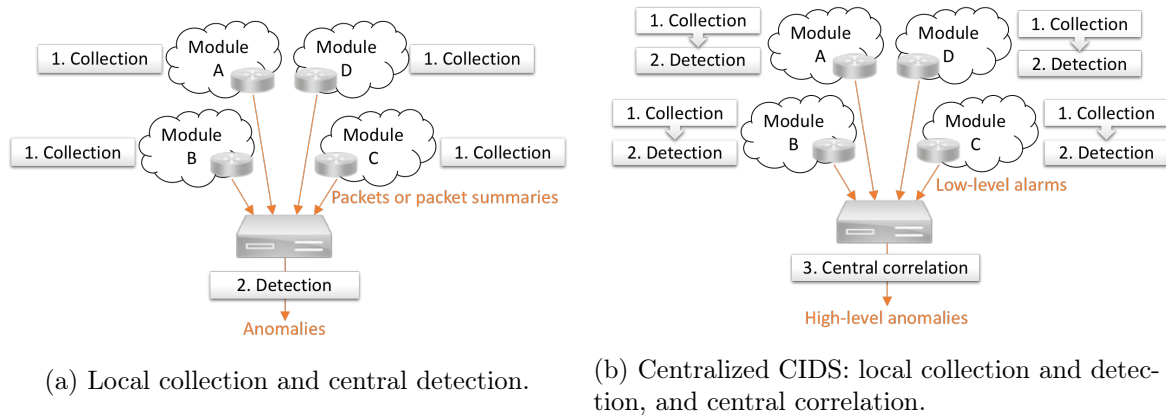 1. Collection
Module
A
Module
D
1. Collection
1. Collection
Module
B
Module
C
1. Collection
Packets or packet summaries
2. Detection
Anomalies
(a) Local collection and central detection.
1. Collection
2. Detection
Module
A
Module
D
1. Collection
2. Detection
1. Collection
2. Detection
Module
B
Module
C
1. Collection
2. Detection
Low-level alarms
3. Central correlation
High-level anomalies
(b) Centralized CIDS: local collection and detec-
tion, and central correlation.